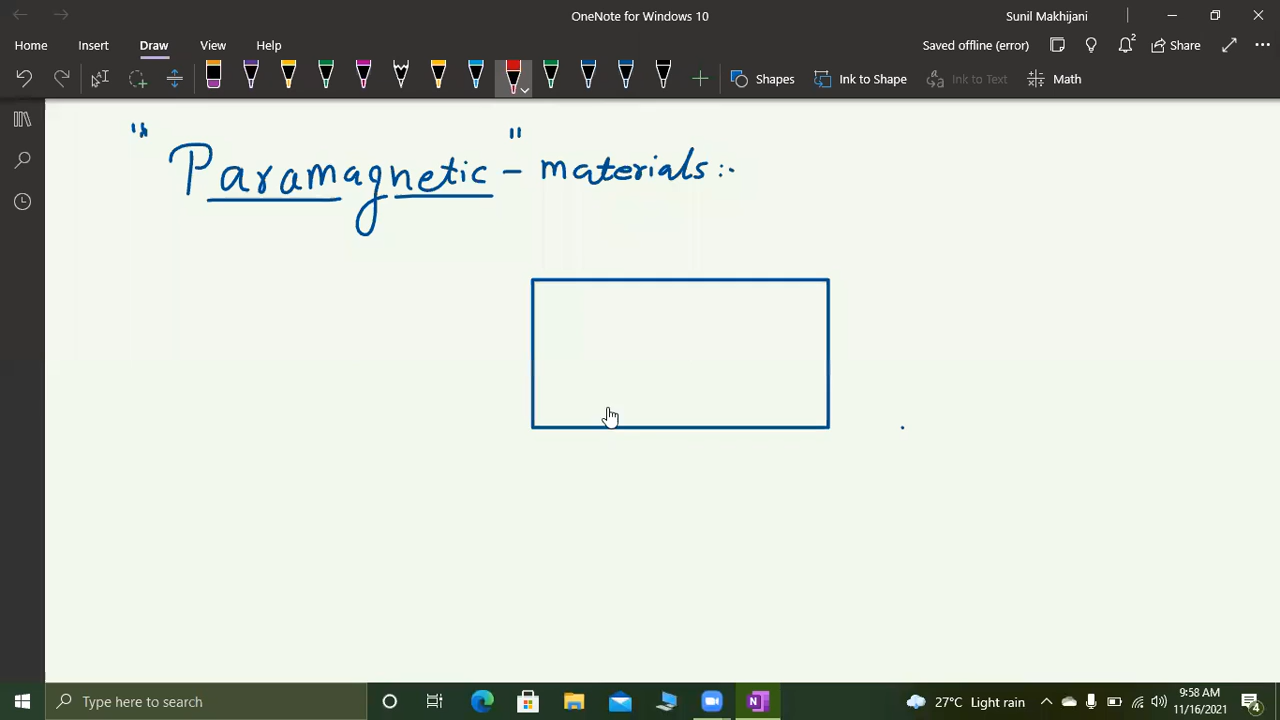 OneNote for Windows 10
Sunil Makhijani
Home Insert Draw View Help
Saved offline (error) Share
Shapes Ink to Shape Ink to Text Math
"Paramagnetic-" materials :-
Type here to search
27°C Light rain
9:58 AM
11/16/2021
4